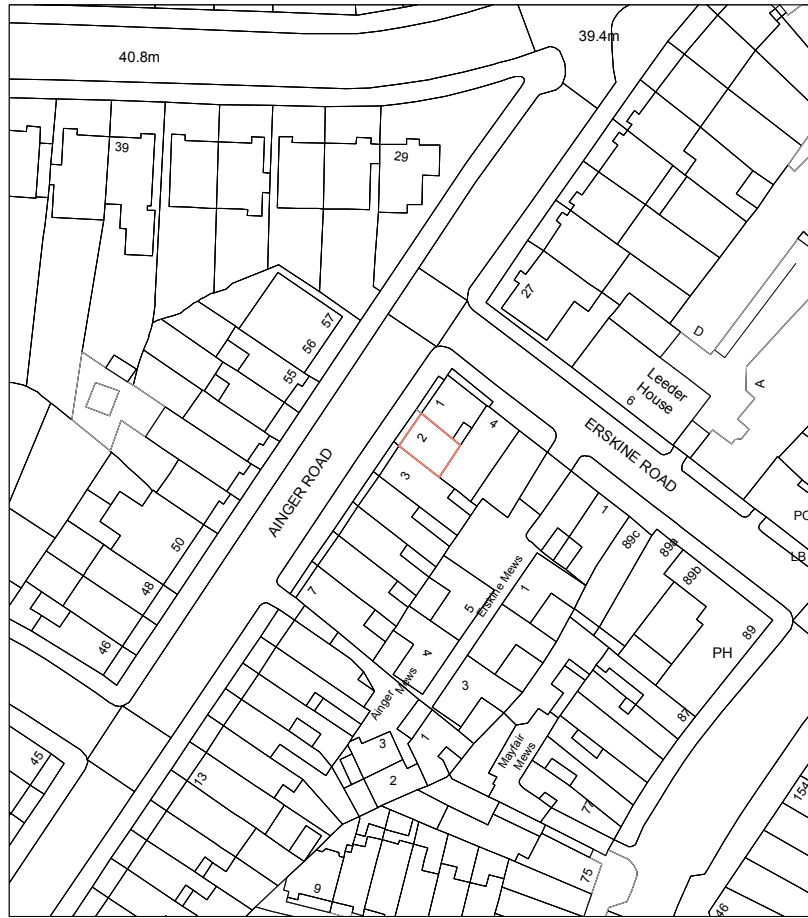 39.4m
40.8m
39
29
27
57
56
55
D
A
Leeder
House
6
1
2
3
4
ERSKINE ROAD
AINGER ROAD
50
48
46
7
1
89c
89a
89b
89
PH
PO
LB
Erskine Mews
5
4
1
3
Ainger
Mews
3
2
1
Mayfair
Mews
87
77
75
45
13
9
154
46